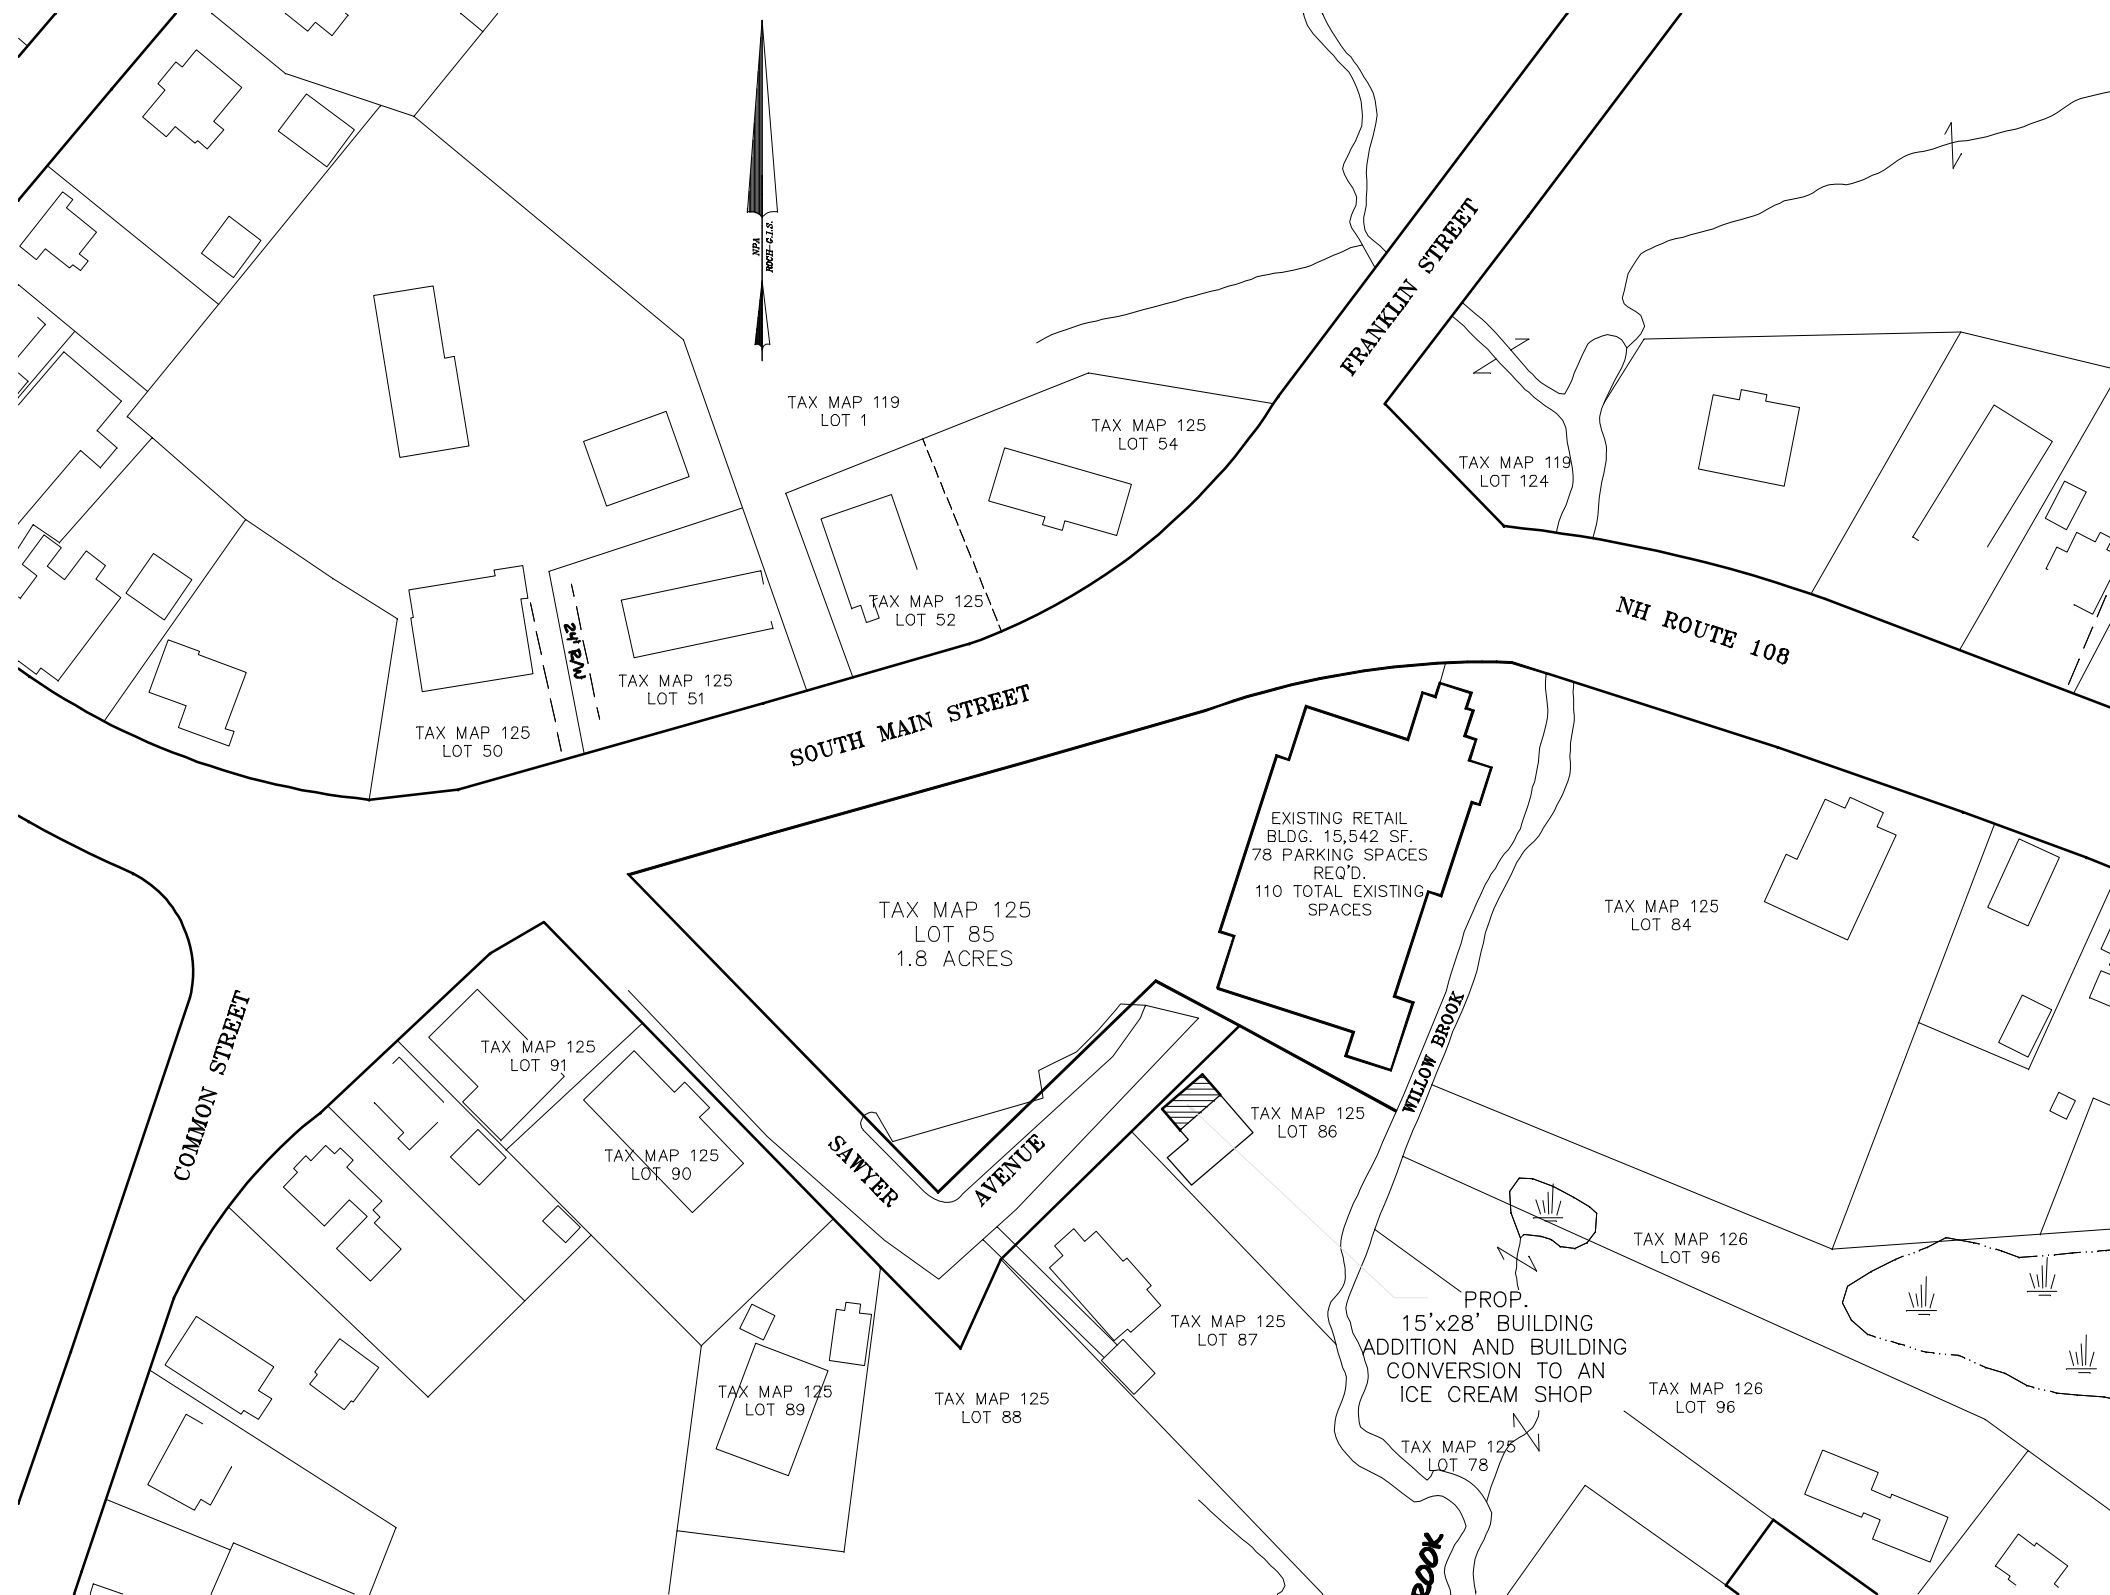 NPA
ROCH-G.I.S.
FRANKLIN STREET
TAX MAP 119
LOT 1
TAX MAP 125
LOT 54
TAX MAP 119
LOT 124
TAX MAP 125
LOT 52
24' R/W
NH ROUTE 108
TAX MAP 125
LOT 51
SOUTH MAIN STREET
TAX MAP 125
LOT 50
EXISTING RETAIL
BLDG. 15,542 SF.
78 PARKING SPACES
REQ'D.
110 TOTAL EXISTING
SPACES
TAX MAP 125
LOT 85
1.8 ACRES
TAX MAP 125
LOT 84
COMMON STREET
TAX MAP 125
LOT 91
WILLOW BROOK
TAX MAP 125
LOT 86
TAX MAP 125
LOT 90
SAWYER
AVENUE
TAX MAP 126
LOT 96
PROP.
15'x28' BUILDING
ADDITION AND BUILDING
CONVERSION TO AN
ICE CREAM SHOP
TAX MAP 125
LOT 87
TAX MAP 125
LOT 89
TAX MAP 125
LOT 88
TAX MAP 126
LOT 96
TAX MAP 125
LOT 78
ROOK